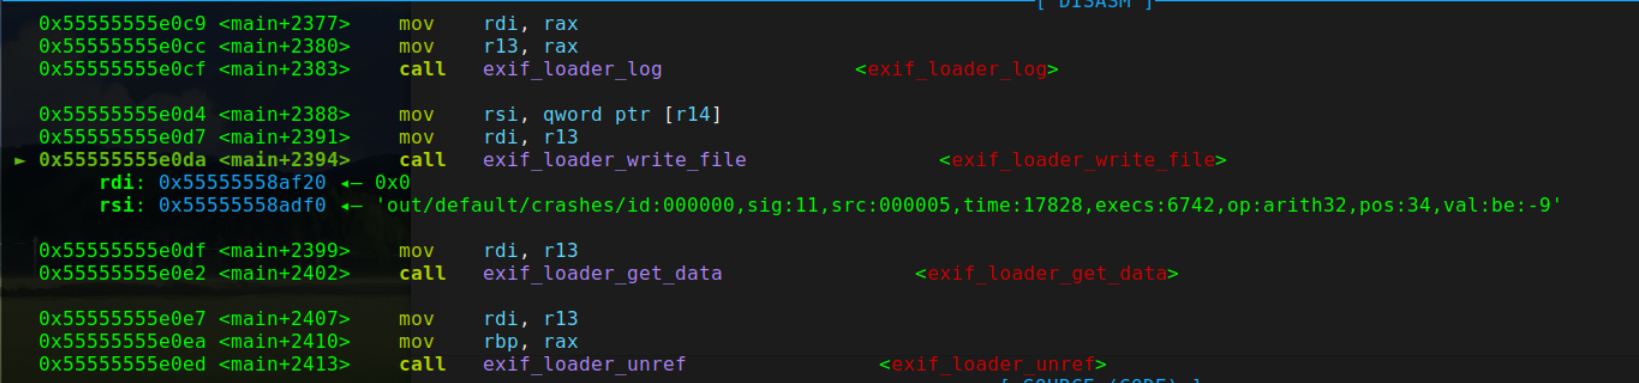 [ DISASM ]
0x55555555e0c9 <main+2377> mov rdi, rax
0x55555555e0cc <main+2380> mov r13, rax
0x55555555e0cf <main+2383> call exif_loader_log <exif_loader_log>
0x55555555e0d4 <main+2388> mov rsi, qword ptr [r14]
0x55555555e0d7 <main+2391> mov rdi, r13
► 0x55555555e0da <main+2394> call exif_loader_write_file <exif_loader_write_file>
rdi: 0x55555558af20 ◂— 0x0
rsi: 0x55555558adf0 ◂— 'out/default/crashes/id:000000,sig:11,src:000005,time:17828,execs:6742,op:arith32,pos:34,val:be:-9'
0x55555555e0df <main+2399> mov rdi, r13
0x55555555e0e2 <main+2402> call exif_loader_get_data <exif_loader_get_data>
0x55555555e0e7 <main+2407> mov rdi, r13
0x55555555e0ea <main+2410> mov rbp, rax
0x55555555e0ed <main+2413> call exif_loader_unref <exif_loader_unref>
[ SOURCE (CODE) ]